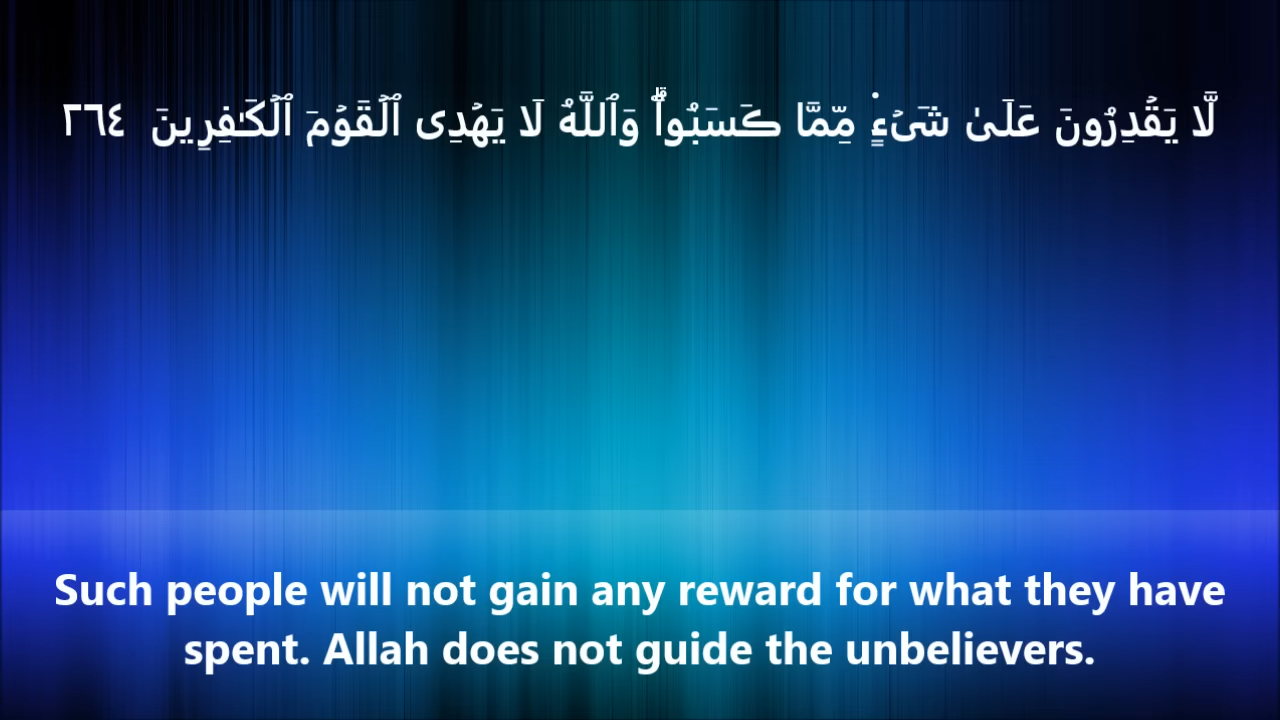 لَّا يَقۡدِرُونَ عَلَىٰ شَىۡءٍ۬ مِّمَّا ڪَسَبُواْ‌ۗ وَٱللَّهُ لَا يَهۡدِى ٱلۡقَوۡمَ ٱلۡكَـٰفِرِينَ ٢٦٤
Such people will not gain any reward for what they have
spent. Allah does not guide the unbelievers.